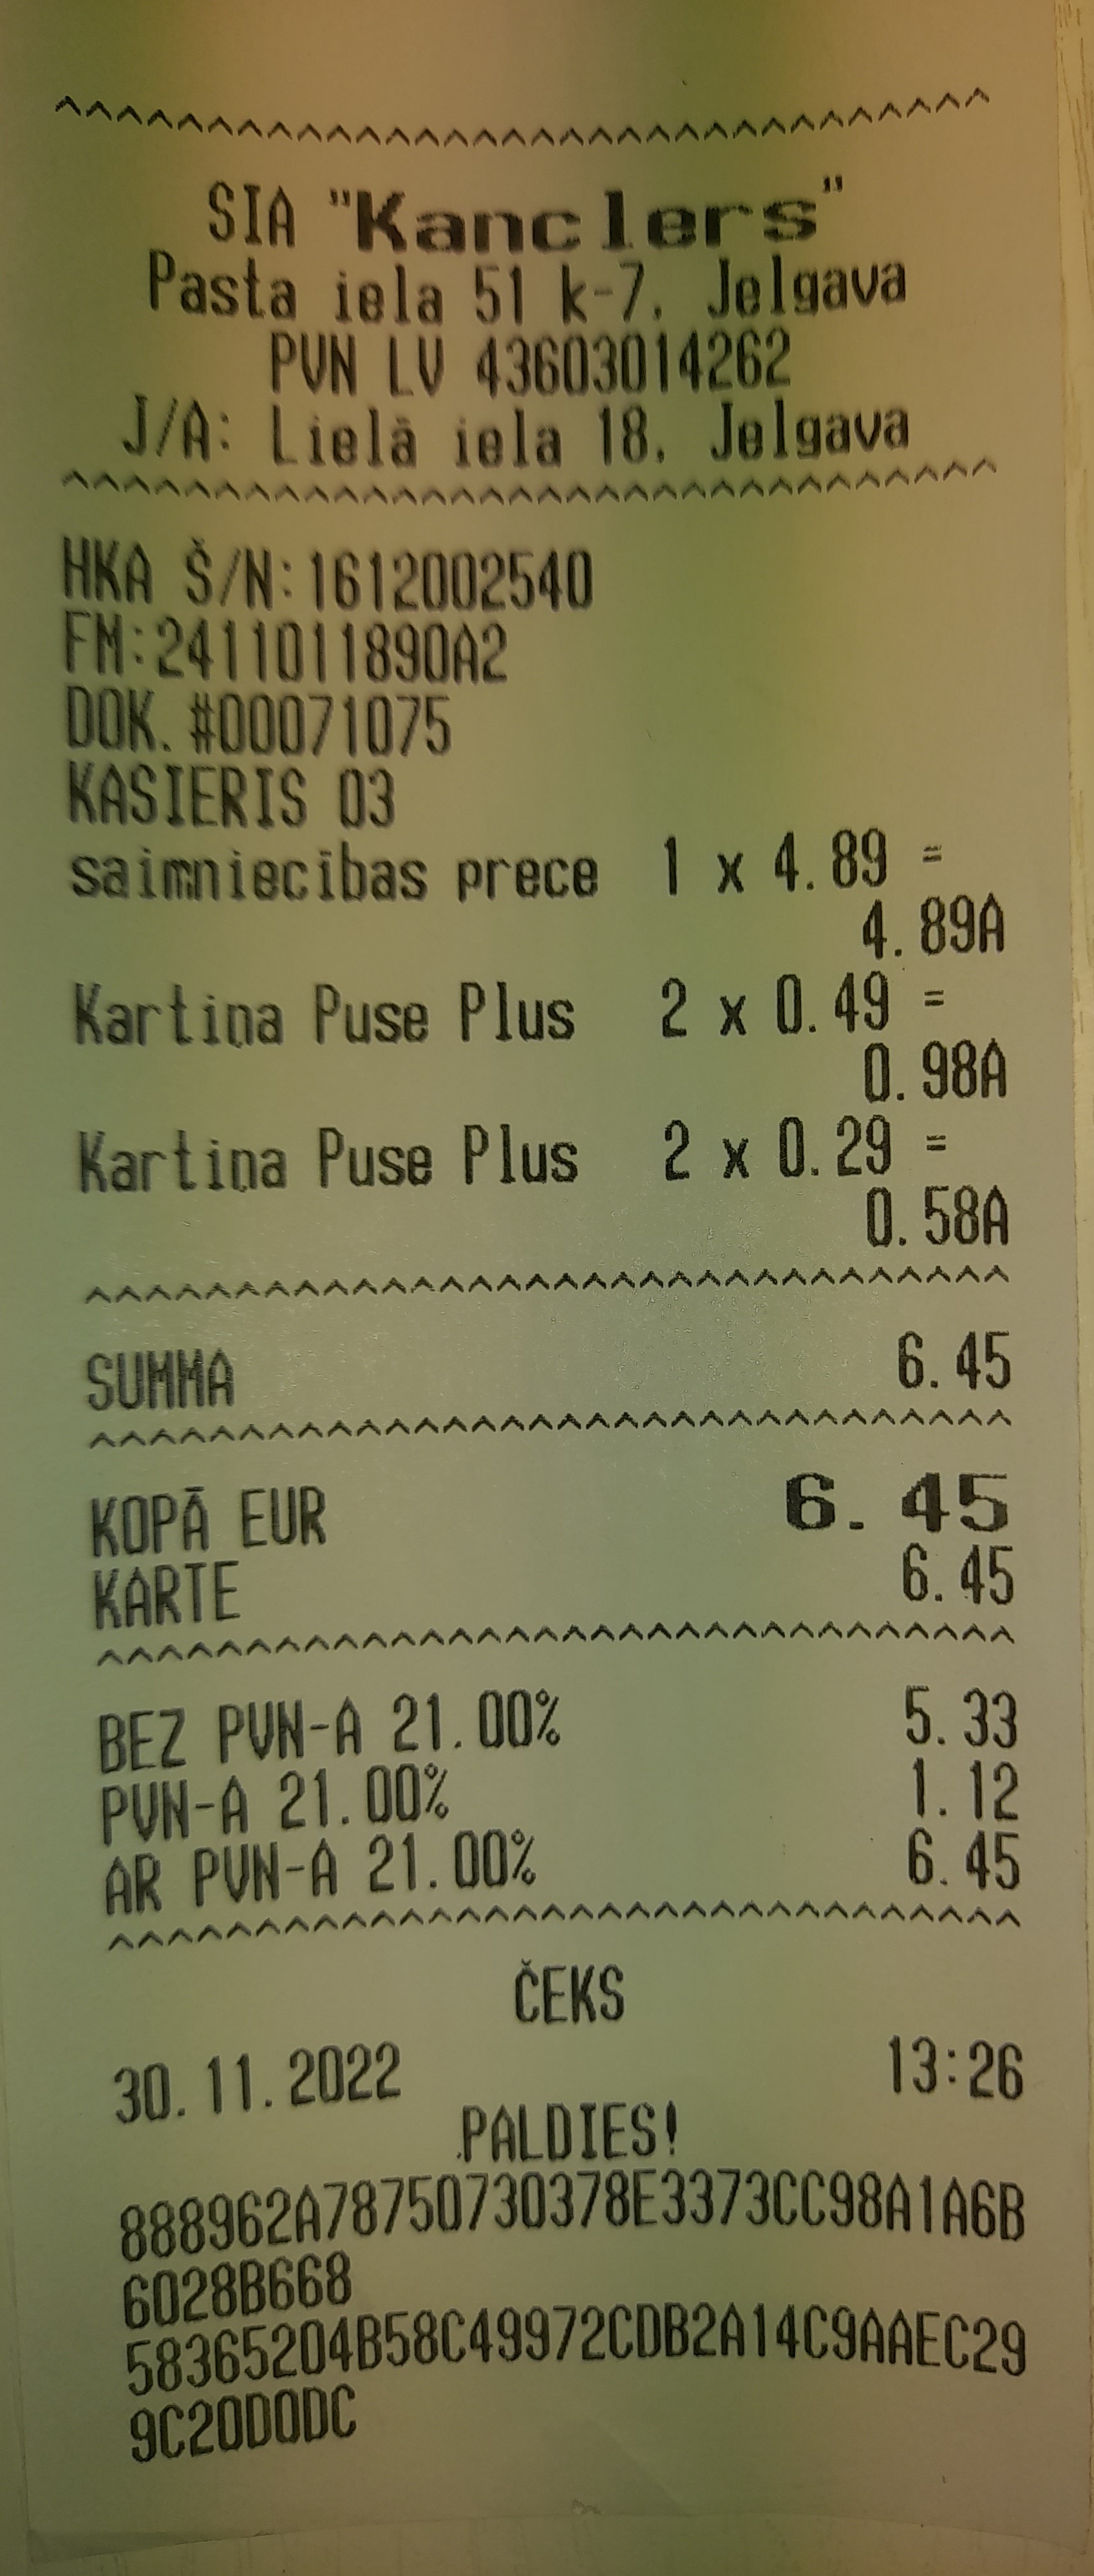 ^^^^^^^^^^^^^^^^^^^^^^^^^^^^^^^^
SIA "Kanclers"
Pasta iela 51 k-7, Jelgava
PVN LV 43603014262
J/A: Lielā iela 18, Jelgava
^^^^^^^^^^^^^^^^^^^^^^^^^^^^^^^^
HKA Š/N:1612002540
FM:2411011890A2
DOK. #00071075
KASIERIS 03
saimniecības prece 1 x 4.89 =
4.89A
Kartiņa Puse Plus 2 x 0.49 =
0.98A
Kartiņa Puse Plus 2 x 0.29 =
0.58A
^^^^^^^^^^^^^^^^^^^^^^^^^^^^^^^^
SUMMA 6.45
^^^^^^^^^^^^^^^^^^^^^^^^^^^^^^^^
KOPĀ EUR 6.45
KARTE 6.45
^^^^^^^^^^^^^^^^^^^^^^^^^^^^^^^^
BEZ PVN-A 21.00% 5.33
PVN-A 21.00% 1.12
AR PVN-A 21.00% 6.45
^^^^^^^^^^^^^^^^^^^^^^^^^^^^^^^^
ČEKS
30.11.2022 13:26
PALDIES!
888962A78750730378E3373CC98A1A6B
6028B668
58365204B58C49972CDB2A14C9AAEC29
9C20D0DC